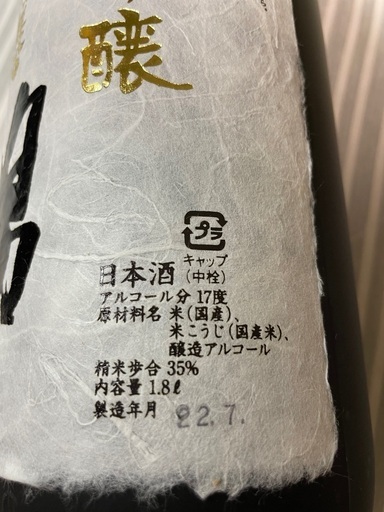 醸
プラ
キャップ
(中栓)
日本酒
アルコール分 17度
原材料名 米(国産)、
米こうじ(国産米)、
醸造アルコール
精米歩合 35%
内容量 1.8ℓ
製造年月 22.7.